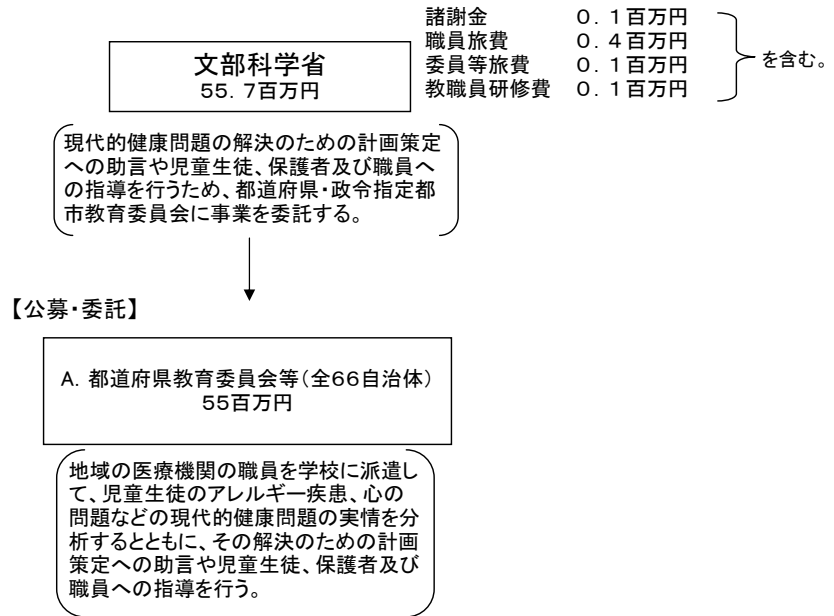 諸謝金　　　０．１百万円
職員旅費　　０．４百万円
委員等旅費　０．１百万円
教職員研修費　０．１百万円
を含む。
文部科学省
５５．７百万円
現代的健康問題の解決のための計画策定
への助言や児童生徒、保護者及び職員へ
の指導を行うため、都道府県・政令指定都
市教育委員会に事業を委託する。
【公募・委託】
Ａ．都道府県教育委員会等（全６６自治体）
５５百万円
地域の医療機関の職員を学校に派遣し
て、児童生徒のアレルギー疾患、心の
問題などの現代的健康問題の実情を分
析するとともに、その解決のための計画
策定への助言や児童生徒、保護者及び
職員への指導を行う。